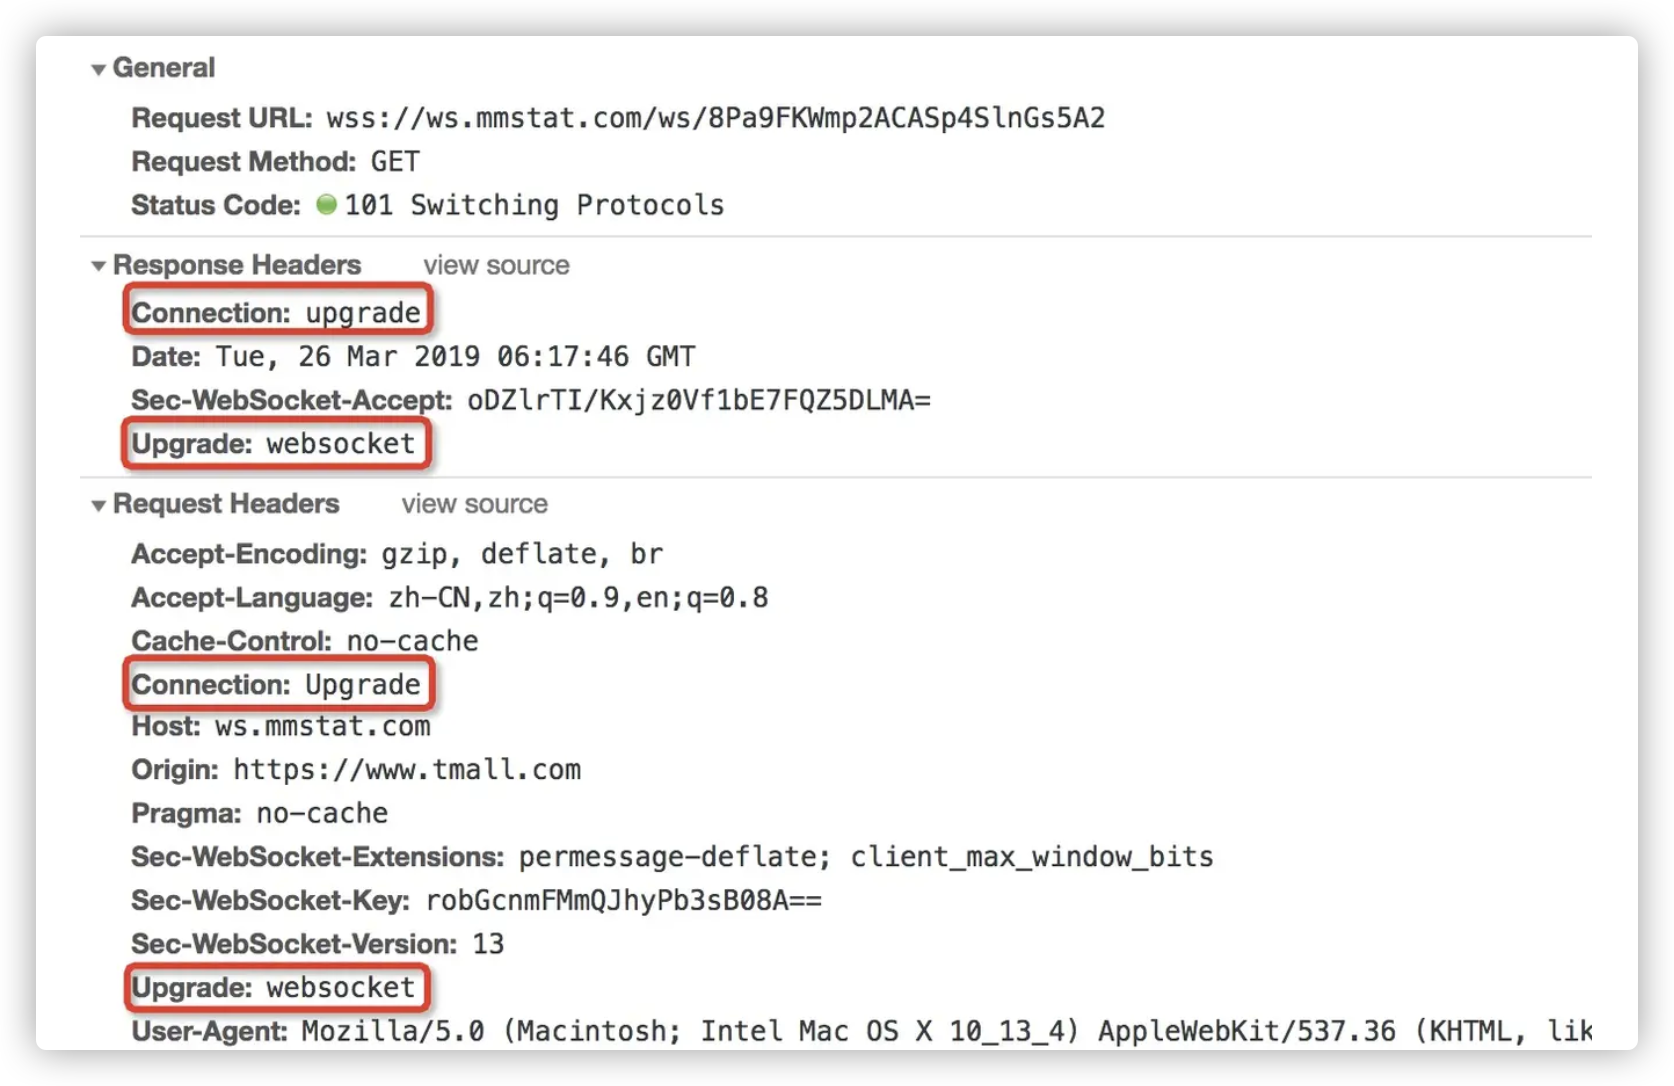 General
Request URL: wss://ws.mmstat.com/ws/8Pa9FKWmp2ACASp4SlnGs5A2
Request Method: GET
Status Code: 101 Switching Protocols
Response Headers view source
Connection: upgrade
Date: Tue, 26 Mar 2019 06:17:46 GMT
Sec-WebSocket-Accept: oDZlrTI/Kxjz0Vf1bE7FQZ5DLMA=
Upgrade: websocket
Request Headers view source
Accept-Encoding: gzip, deflate, br
Accept-Language: zh-CN,zh;q=0.9,en;q=0.8
Cache-Control: no-cache
Connection: Upgrade
Host: ws.mmstat.com
Origin: https://www.tmall.com
Pragma: no-cache
Sec-WebSocket-Extensions: permessage-deflate; client_max_window_bits
Sec-WebSocket-Key: robGcnmFMmQJhyPb3sB08A==
Sec-WebSocket-Version: 13
Upgrade: websocket
User-Agent: Mozilla/5.0 (Macintosh; Intel Mac OS X 10_13_4) AppleWebKit/537.36 (KHTML, lik